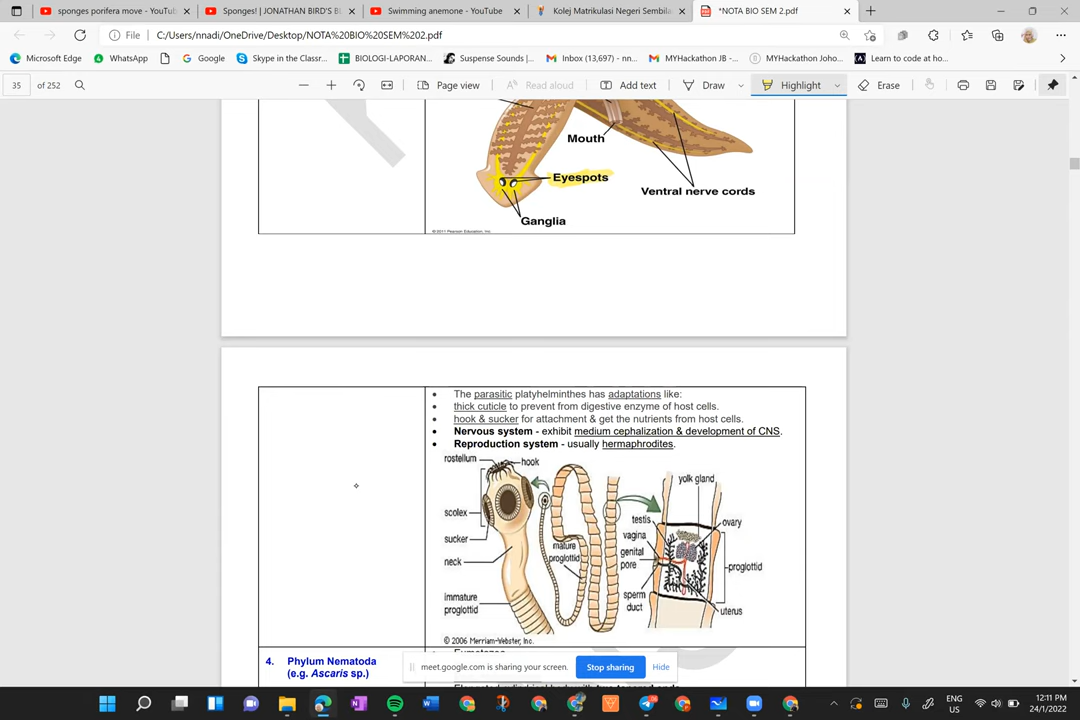 sponges porifera move - YouTub
Sponges! | JONATHAN BIRD'S B
Swimming anemone - YouTube
Kolej Matrikulasi Negeri Sembila
*NOTA BIO SEM 2.pdf
File
C:/Users/nnadi/OneDrive/Desktop/NOTA%20BIO%20SEM%202.pdf
Microsoft Edge
WhatsApp
Google
Skype in the Classr...
BIOLOGI-LAPORAN...
Suspense Sounds |...
Inbox (13,697) - nn...
MYHackathon JB -...
MYHackathon Joho...
Learn to code at ho...
35 of 252
Page view
Read aloud
Add text
Draw
Highlight
Erase
Mouth
Eyespots
Ventral nerve cords
Ganglia
© 2011 Pearson Education, Inc.
• The parasitic platyhelminthes has adaptations like:
• thick cuticle to prevent from digestive enzyme of host cells.
• hook & sucker for attachment & get the nutrients from host cells.
• Nervous system - exhibit medium cephalization & development of CNS.
• Reproduction system - usually hermaphrodites.
rostellum
hook
yolk gland
scolex
testis
ovary
sucker
vagina
mature
proglottid
genital
pore
neck
proglottid
immature
proglottid
sperm
duct
uterus
© 2006 Merriam-Webster, Inc.
4. Phylum Nematoda
(e.g. Ascaris sp.)
meet.google.com is sharing your screen.
Stop sharing
Hide
ENG
US
12:11 PM
24/1/2022